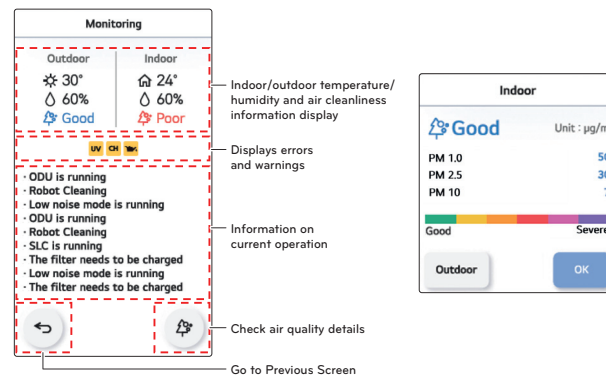 Monitoring
Outdoor
Indoor
30°
24°
60%
60%
Good
Poor
UV CH
· ODU is running
· Robot Cleaning
· Low noise mode is running
· ODU is running
· Robot Cleaning
· SLC is running
· The filter needs to be charged
· Low noise mode is running
· The filter needs to be charged
Indoor/outdoor temperature/
humidity and air cleanliness
information display
Displays errors
and warnings
Information on
current operation
Check air quality details
Go to Previous Screen
Indoor
Good
Unit : μg/m
PM 1.0
PM 2.5
PM 10
Good
Severe
Outdoor
OK